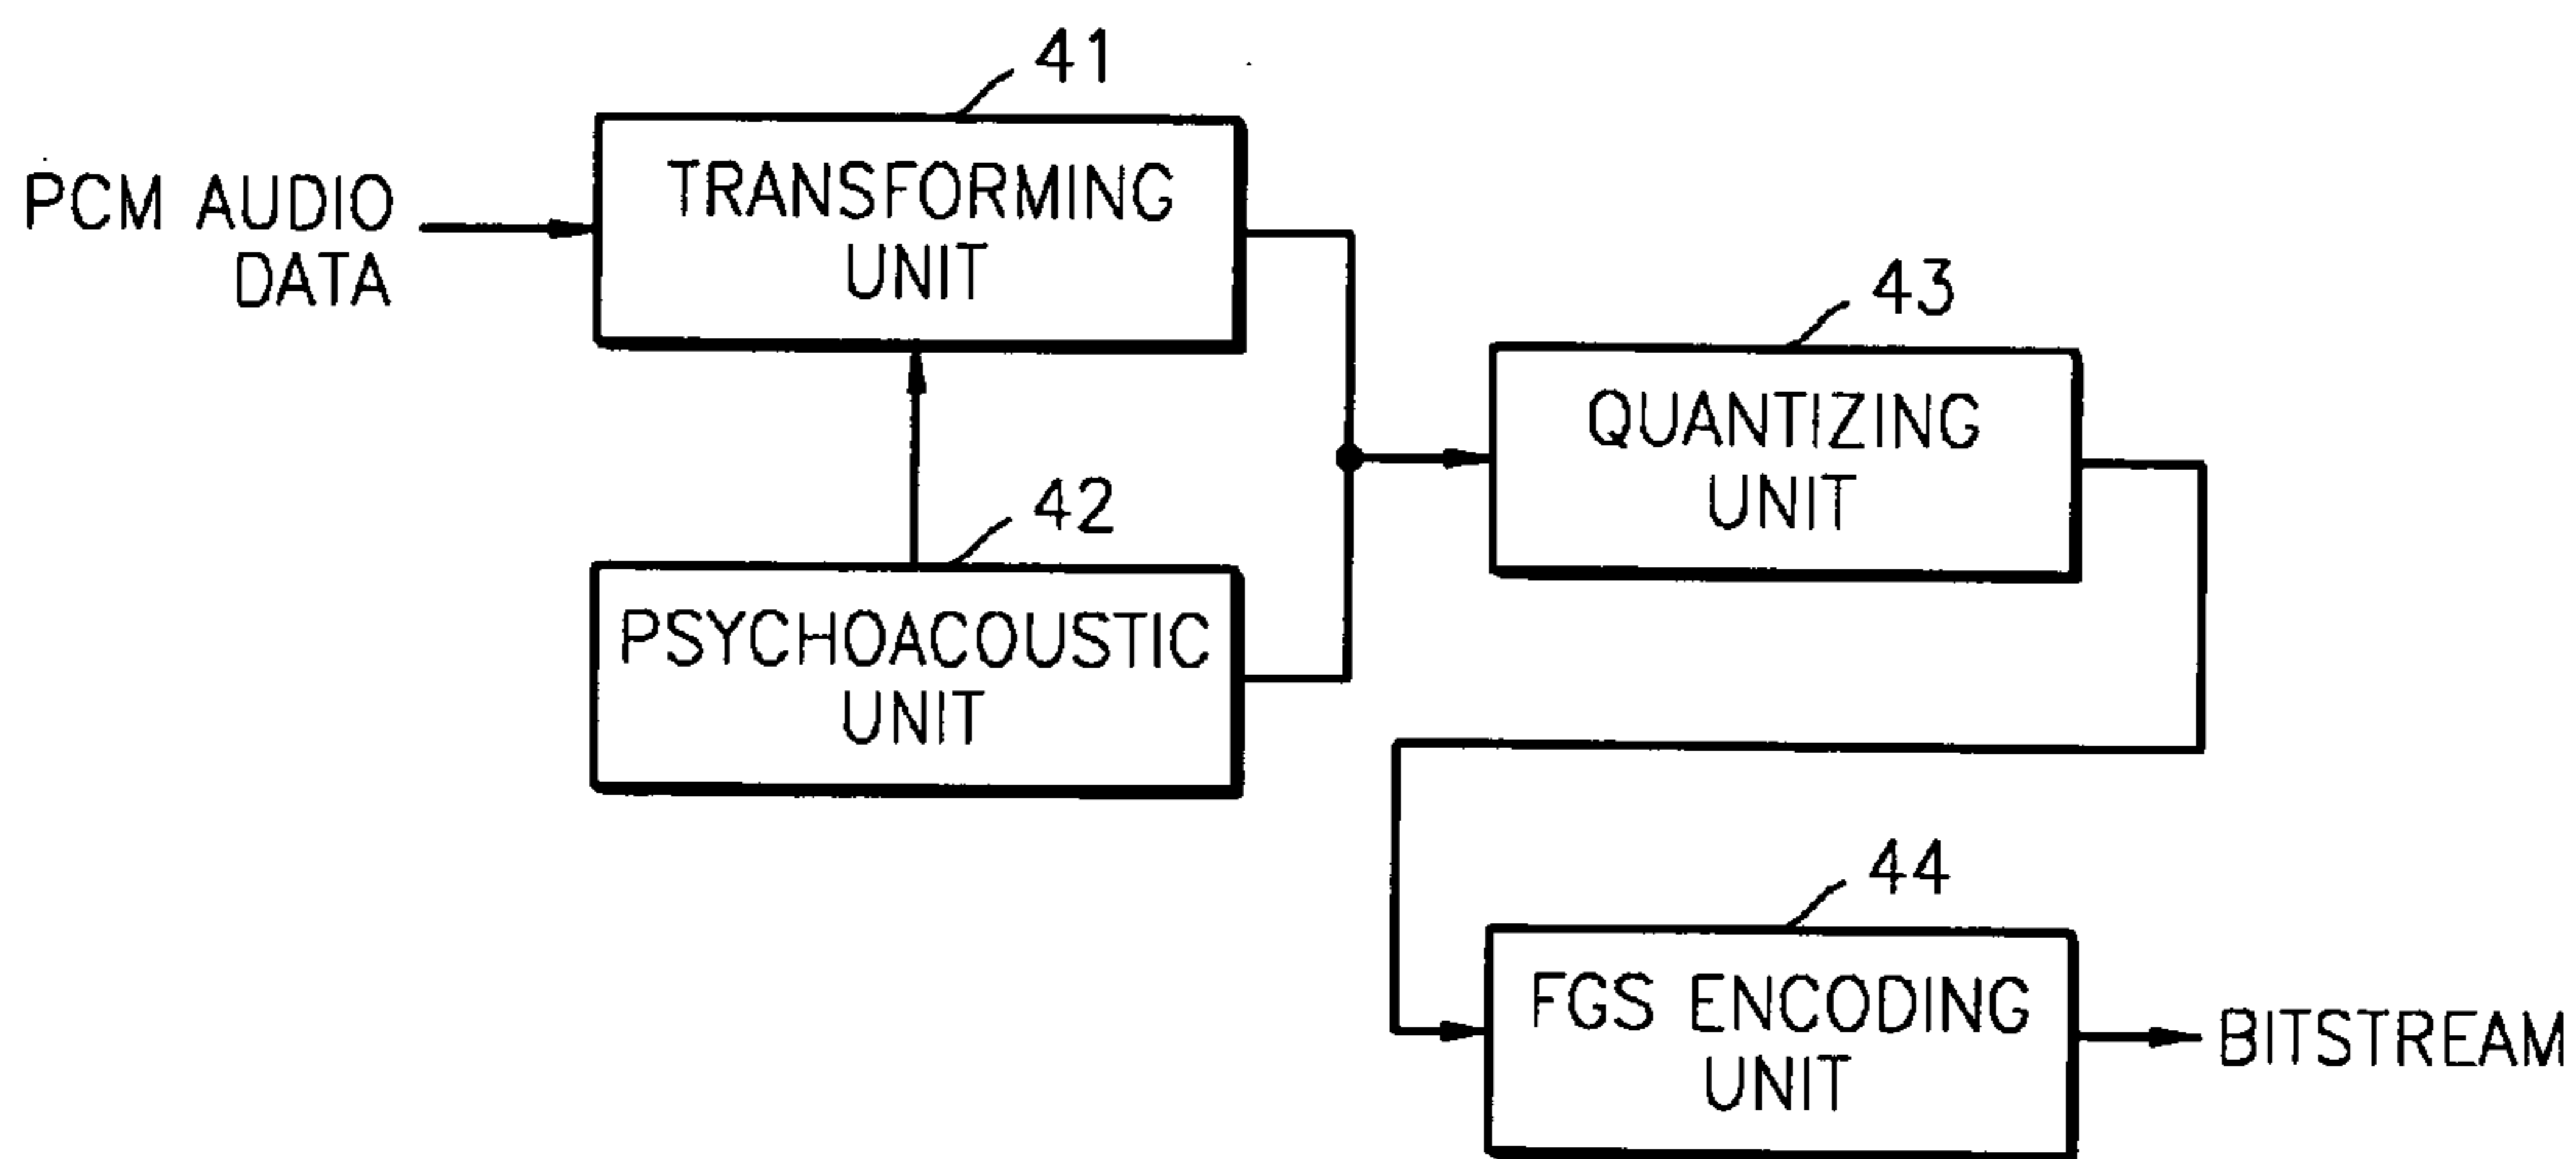 41
PCM AUDIO
DATA
TRANSFORMING
UNIT
43
QUANTIZING
UNIT
42
PSYCHOACOUSTIC
UNIT
44
FGS ENCODING
UNIT
BITSTREAM